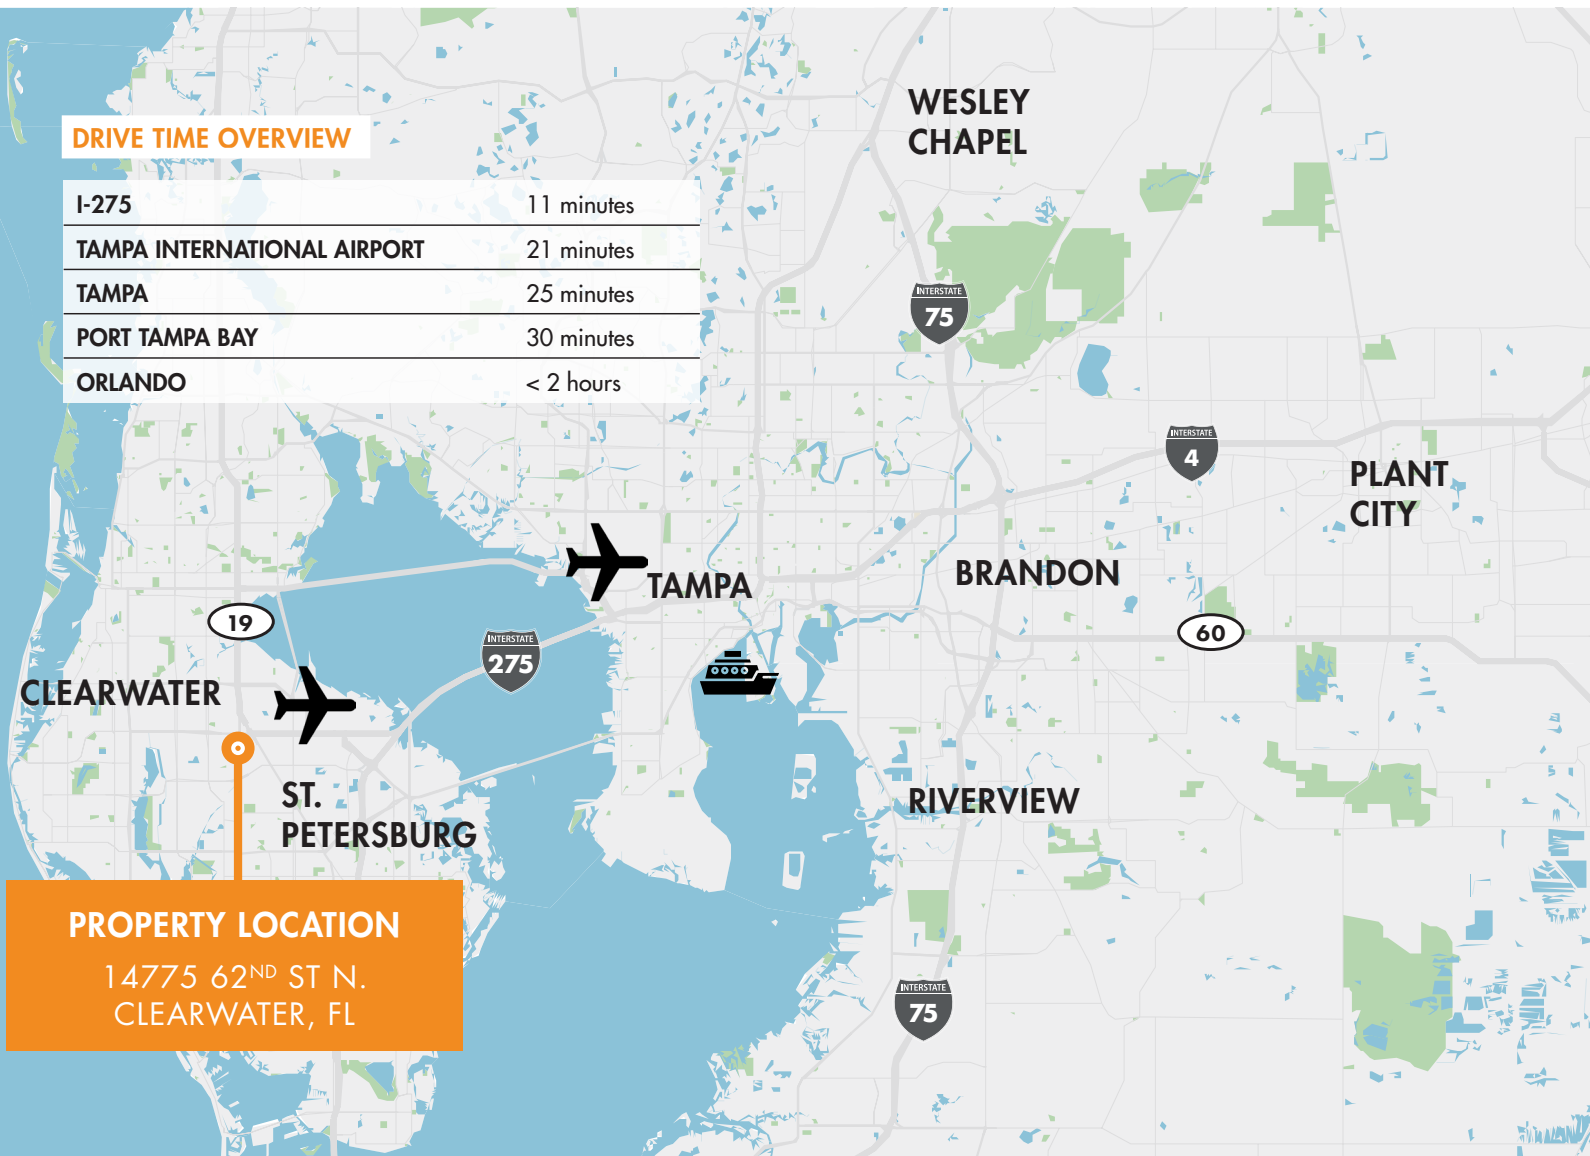 WESLEY
CHAPEL
DRIVE TIME OVERVIEW
I-275 11 minutes
TAMPA INTERNATIONAL AIRPORT 21 minutes
TAMPA 25 minutes
PORT TAMPA BAY 30 minutes
ORLANDO < 2 hours
INTERSTATE
75
INTERSTATE
4
PLANT
CITY
BRANDON
TAMPA
19
60
INTERSTATE
275
CLEARWATER
ST.
PETERSBURG
RIVERVIEW
PROPERTY LOCATION
14775 62ND ST N.
CLEARWATER, FL
INTERSTATE
75